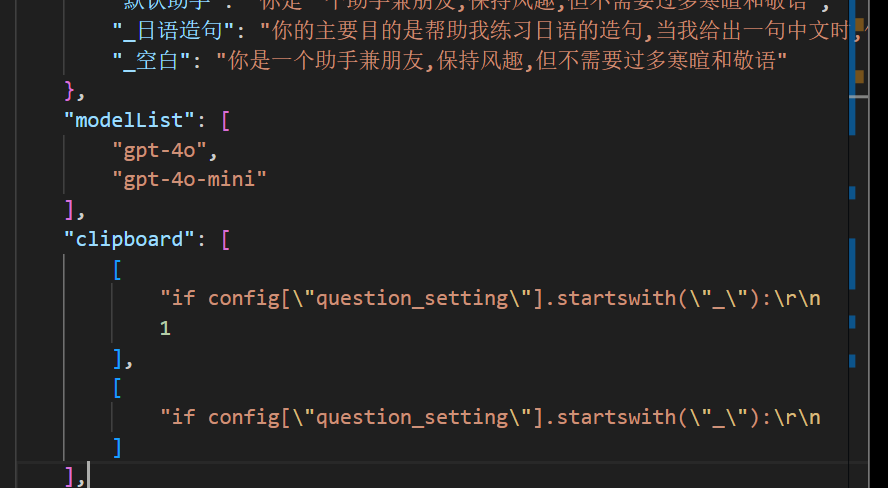 "默认助手": "你是一个助手兼朋友,保持风趣,但不需要过多寒暄和敬语",
"_日语造句": "你的主要目的是帮助我练习日语的造句,当我给出一句中文时,
"_空白": "你是一个助手兼朋友,保持风趣,但不需要过多寒暄和敬语"
},
"modelList": [
"gpt-4o",
"gpt-4o-mini"
],
"clipboard": [
[
"if config[\"question_setting\"].startswith(\"_\"):\r\n
1
],
[
"if config[\"question_setting\"].startswith(\"_\"):\r\n
]
],